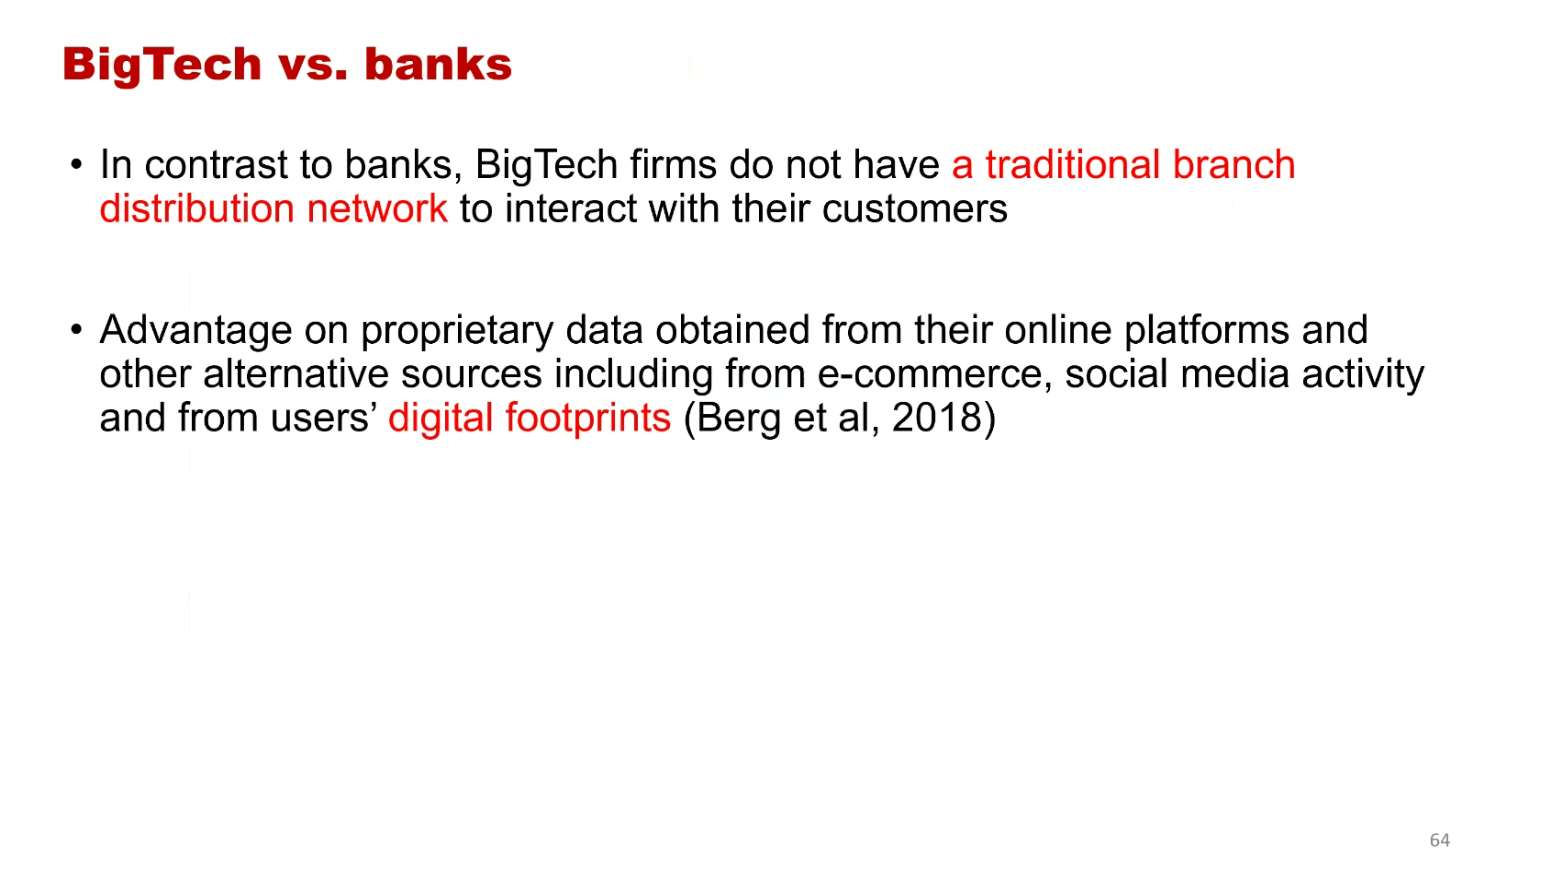 BigTech vs. banks
• In contrast to banks, BigTech firms do not have a traditional branch
distribution network to interact with their customers
• Advantage on proprietary data obtained from their online platforms and
other alternative sources including from e-commerce, social media activity
and from users’ digital footprints (Berg et al, 2018)
64